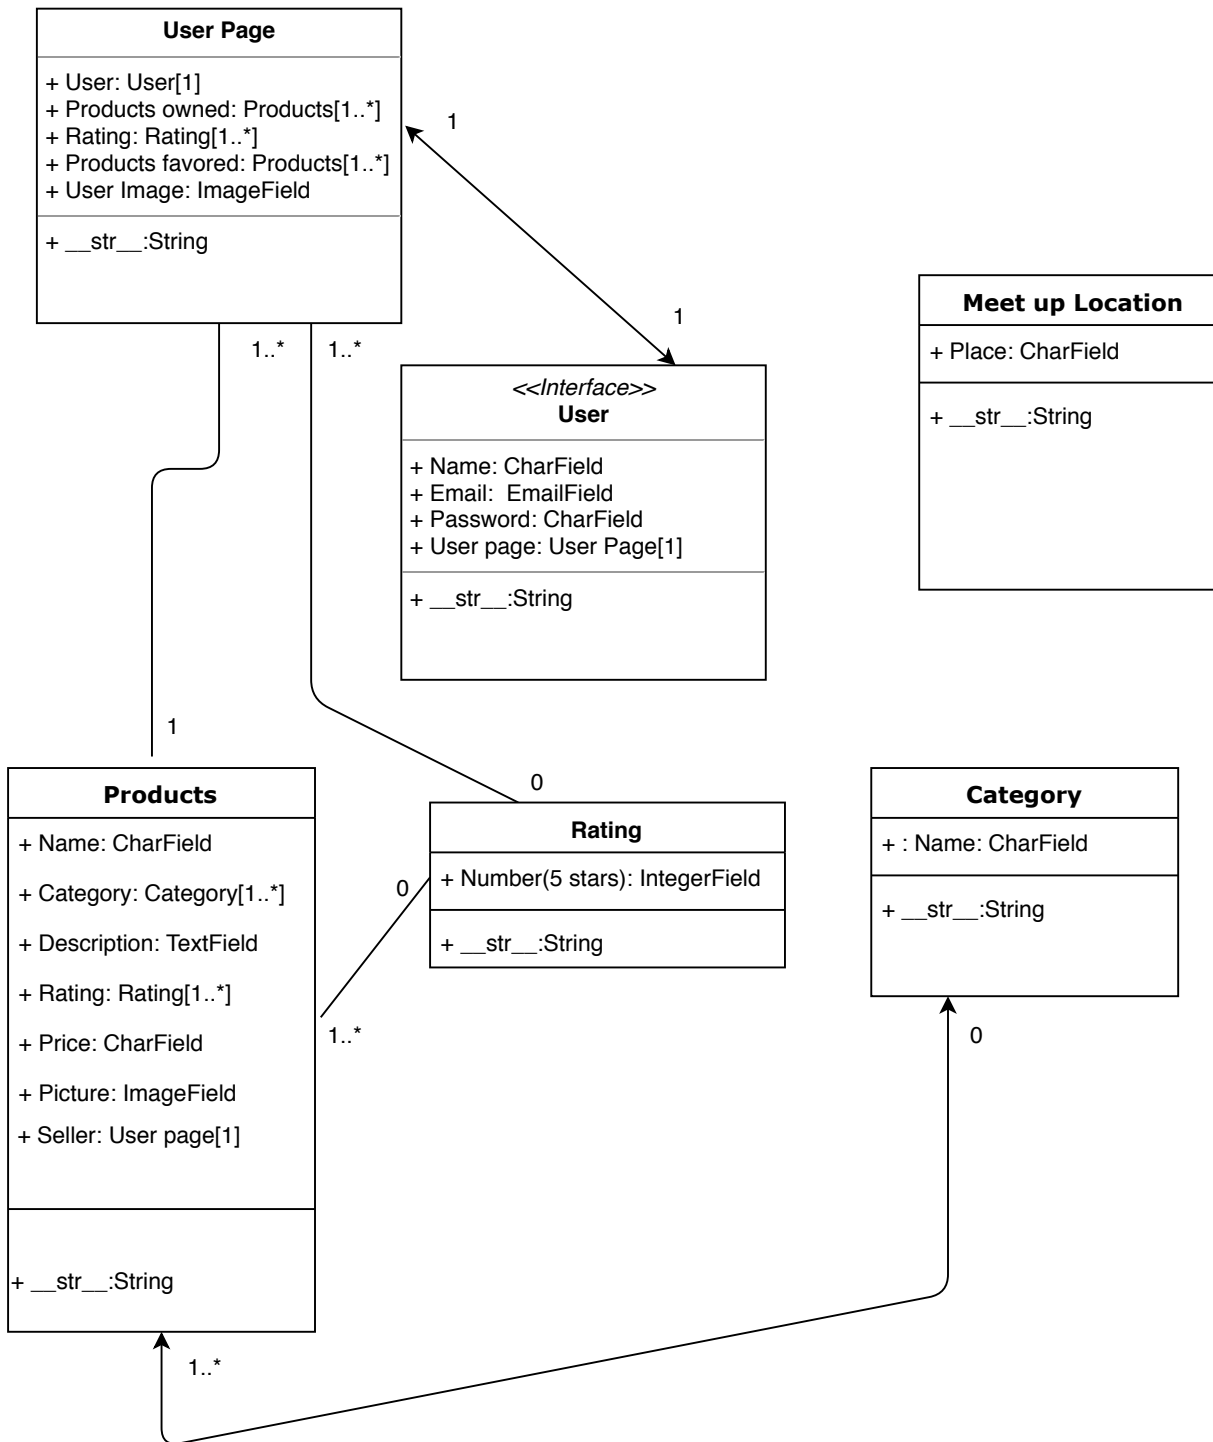 User Page
+ User: User[1]
+ Products owned: Products[1..*]
+ Rating: Rating[1..*]
+ Products favored: Products[1..*]
+ User Image: ImageField
+ __str__:String
1
1
1..*
1..*
<<Interface>>
User
+ Name: CharField
+ Email:  EmailField
+ Password: CharField
+ User page: User Page[1]
+ __str__:String
Meet up Location
+ Place: CharField
+ __str__:String
1
0
Products
+ Name: CharField
+ Category: Category[1..*]
+ Description: TextField
+ Rating: Rating[1..*]
+ Price: CharField
+ Picture: ImageField
+ Seller: User page[1]
+ __str__:String
Rating
+ Number(5 stars): IntegerField
+ __str__:String
0
1..*
Category
+ : Name: CharField
+ __str__:String
0
1..*